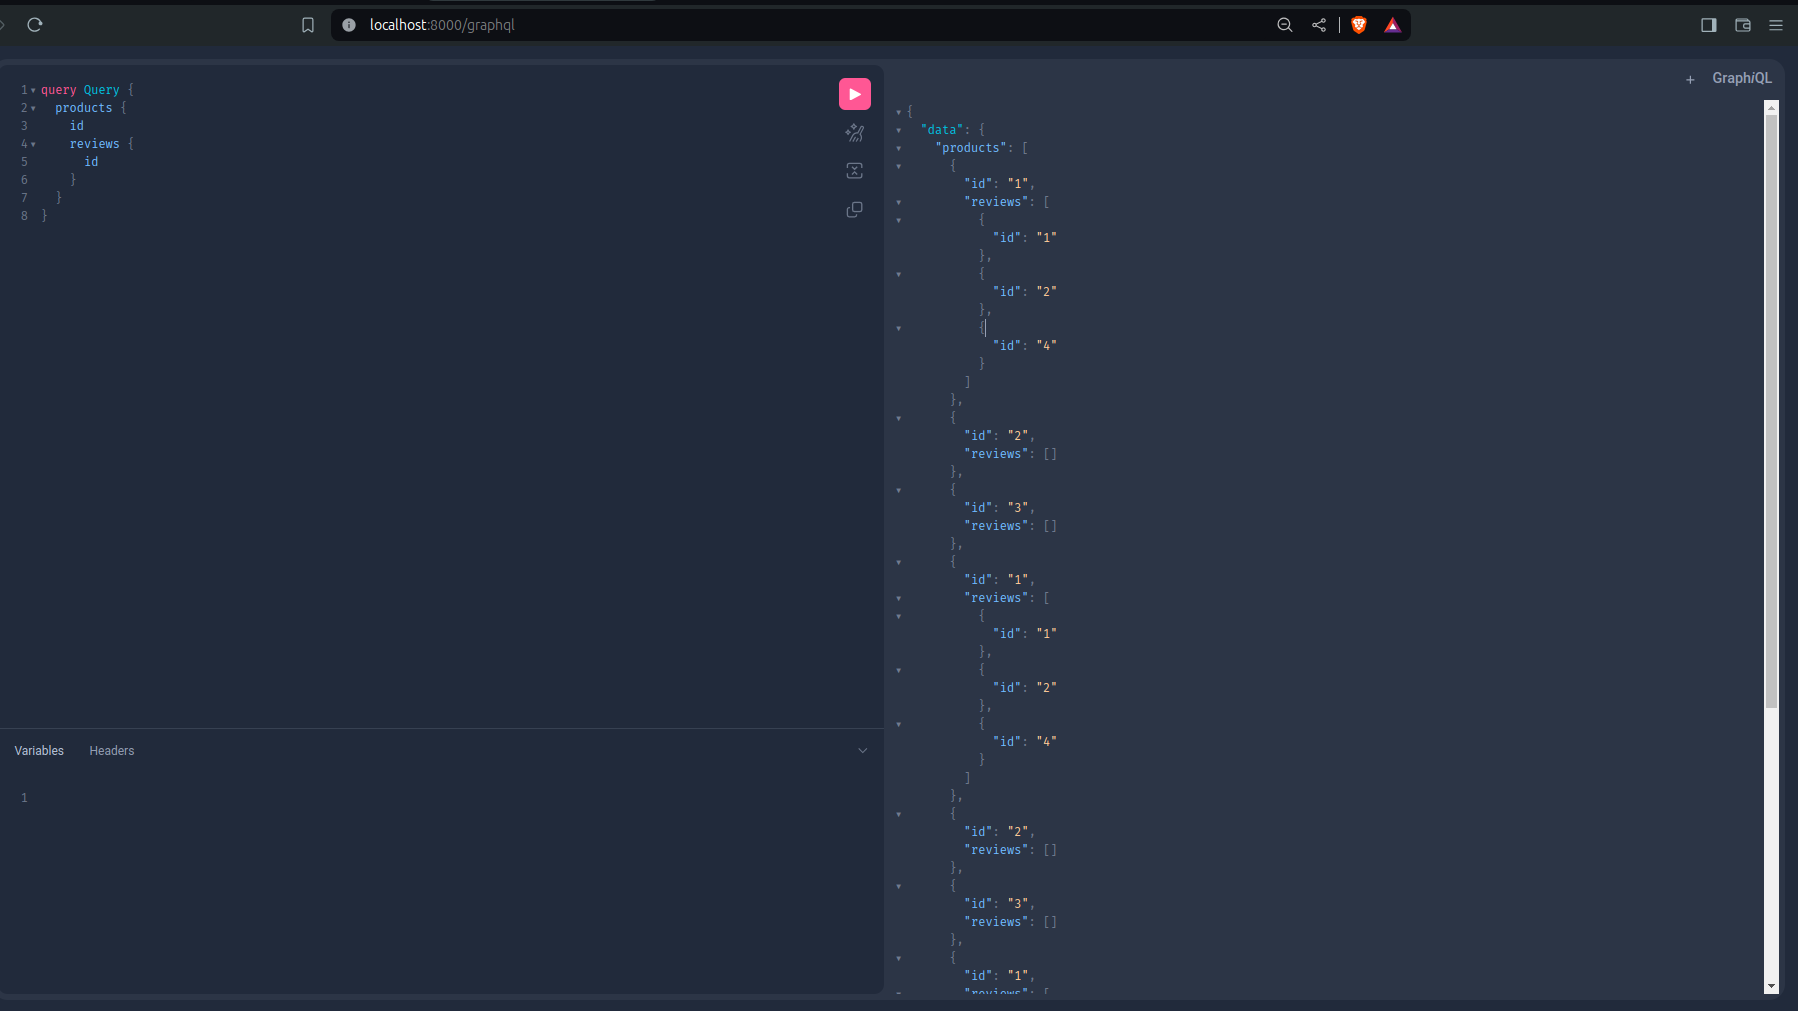 localhost:8000/graphql
1 query Query {
2 products {
3 id
4 reviews {
5 id
6 }
7 }
8 }
Variables Headers
1
+ GraphiQL
{
"data": {
"products": [
{
"id": "1",
"reviews": [
{
"id": "1"
},
{
"id": "2"
},
{
"id": "4"
}
]
},
{
"id": "2",
"reviews": []
},
{
"id": "3",
"reviews": []
},
{
"id": "1",
"reviews": [
{
"id": "1"
},
{
"id": "2"
},
{
"id": "4"
}
]
},
{
"id": "2",
"reviews": []
},
{
"id": "3",
"reviews": []
},
{
"id": "1",
"reviews": [